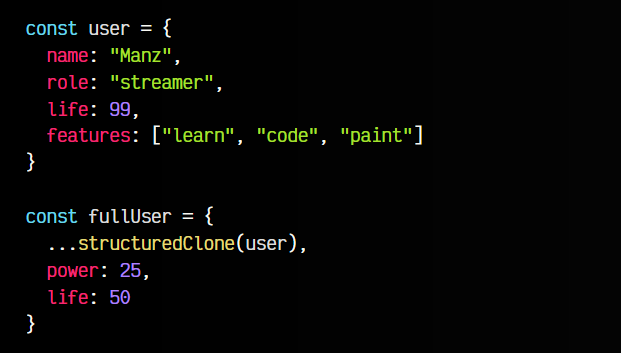 const user = {
  name: "Manz",
  role: "streamer",
  life: 99,
  features: ["learn", "code", "paint"]
}

const fullUser = {
  ...structuredClone(user),
  power: 25,
  life: 50
}